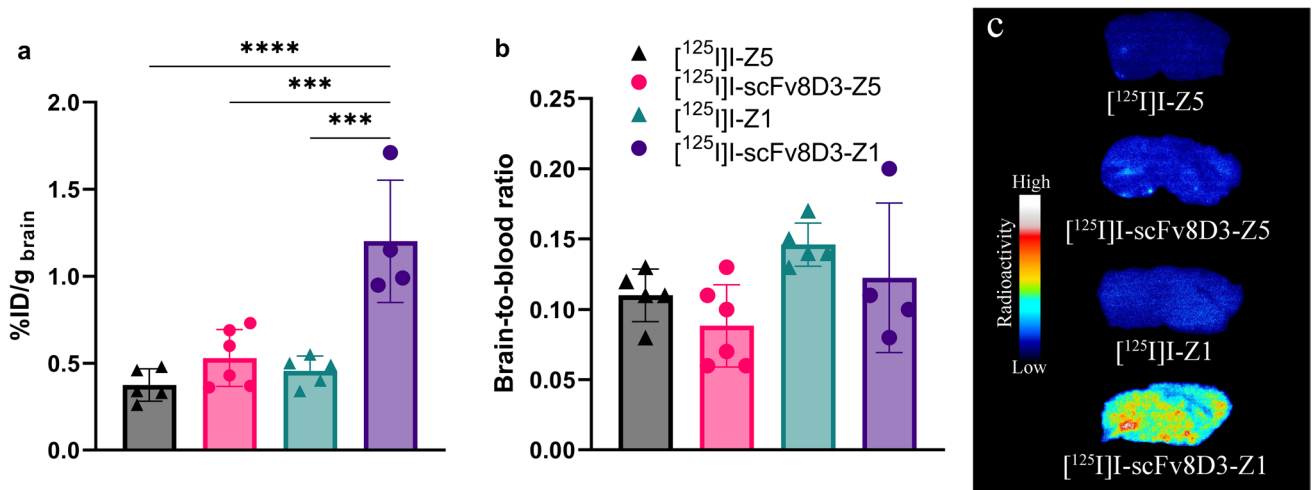 a
****
***
***
2.0
1.5
1.0
0.5
0.0
%ID/g brain
b
[¹²⁵I]I-Z5
[¹²⁵I]I-scFv8D3-Z5
[¹²⁵I]I-Z1
[¹²⁵I]I-scFv8D3-Z1
0.25
0.20
0.15
0.10
0.05
0.00
Brain-to-blood ratio
c
[¹²⁵I]I-Z5
High
[¹²⁵I]I-scFv8D3-Z5
Radioactivity
[¹²⁵I]I-Z1
Low
[¹²⁵I]I-scFv8D3-Z1